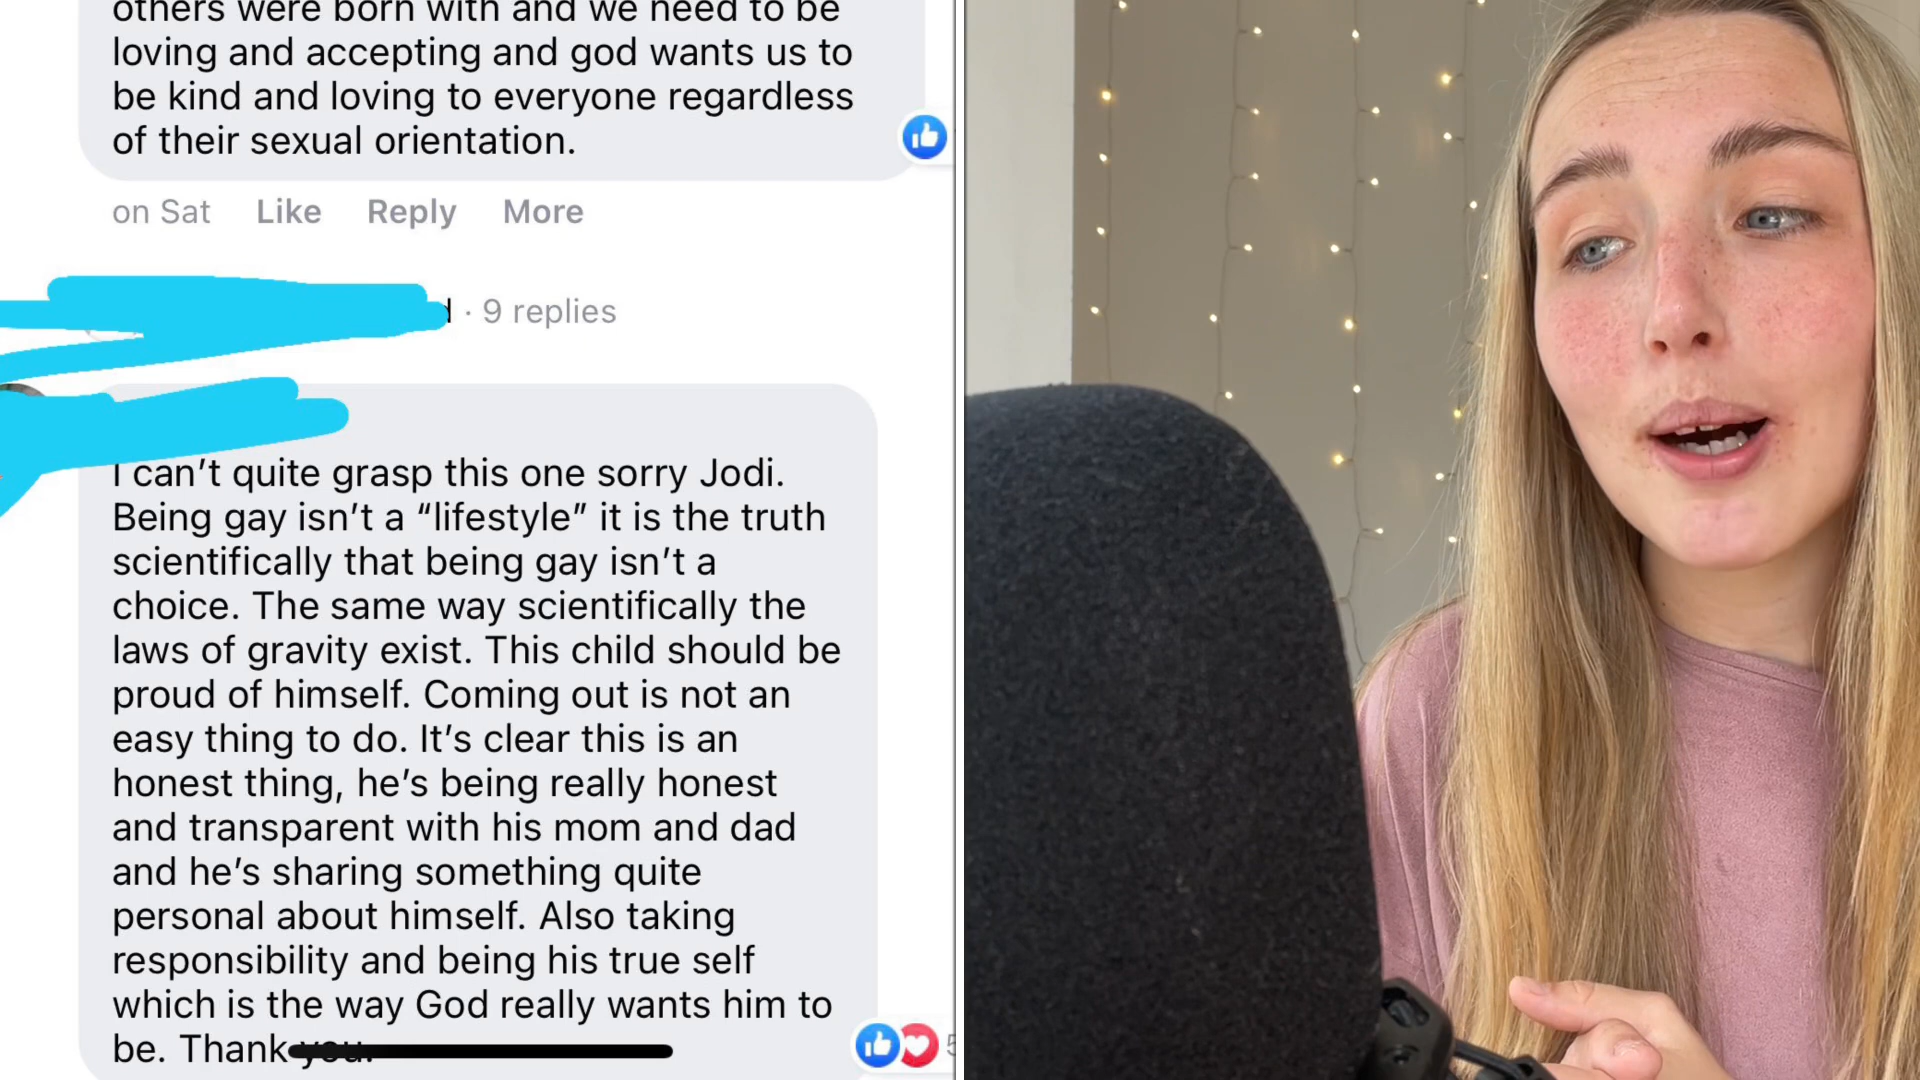 others were born with and we need to be
loving and accepting and god wants us to
be kind and loving to everyone regardless
of their sexual orientation.
on Sat Like Reply More
· 9 replies
I can't quite grasp this one sorry Jodi.
Being gay isn't a “lifestyle” it is the truth
scientifically that being gay isn't a
choice. The same way scientifically the
laws of gravity exist. This child should be
proud of himself. Coming out is not an
easy thing to do. It's clear this is an
honest thing, he's being really honest
and transparent with his mom and dad
and he's sharing something quite
personal about himself. Also taking
responsibility and being his true self
which is the way God really wants him to
be. Thank you.